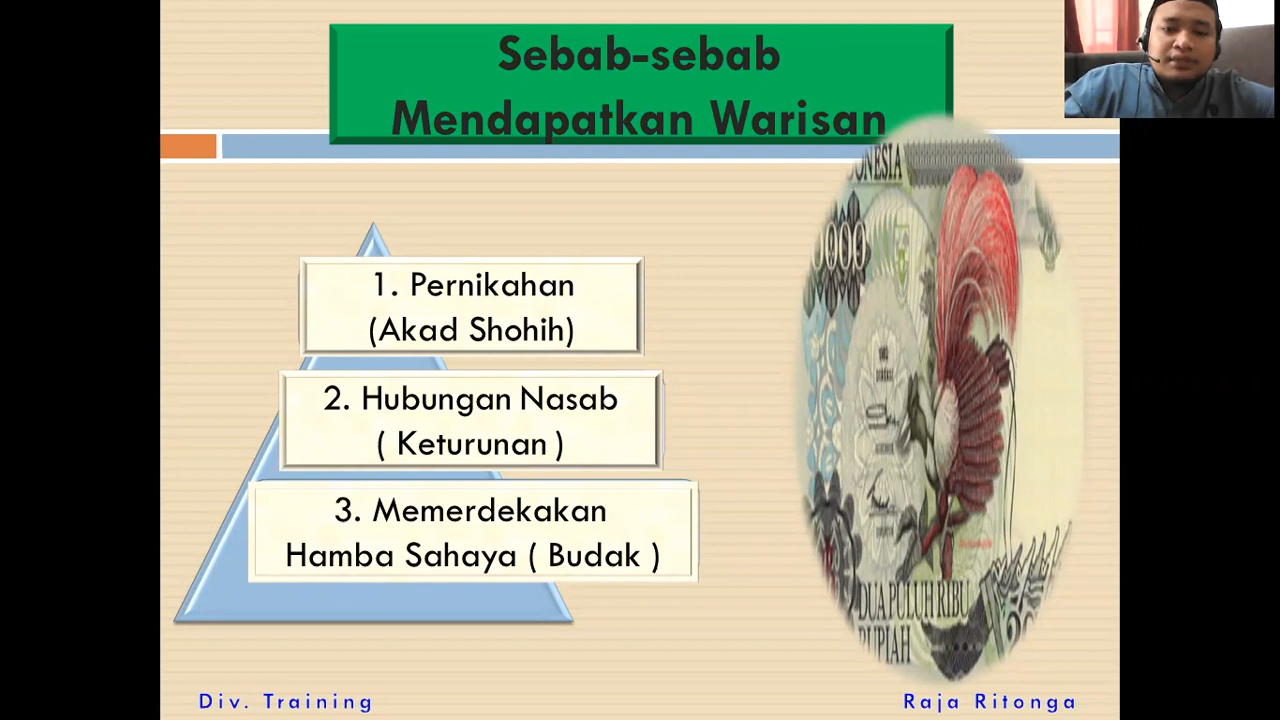 Sebab-sebab
Mendapatkan Warisan
1. Pernikahan
(Akad Shohih)
2. Hubungan Nasab
( Keturunan )
3. Memerdekakan
Hamba Sahaya ( Budak )
DUA PULUH RIBU
RUPIAH
Div. Training
Raja Ritonga